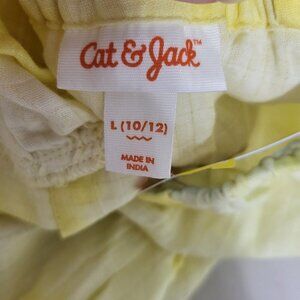 Cat & Jack™
L (10/12)
MADE IN
INDIA